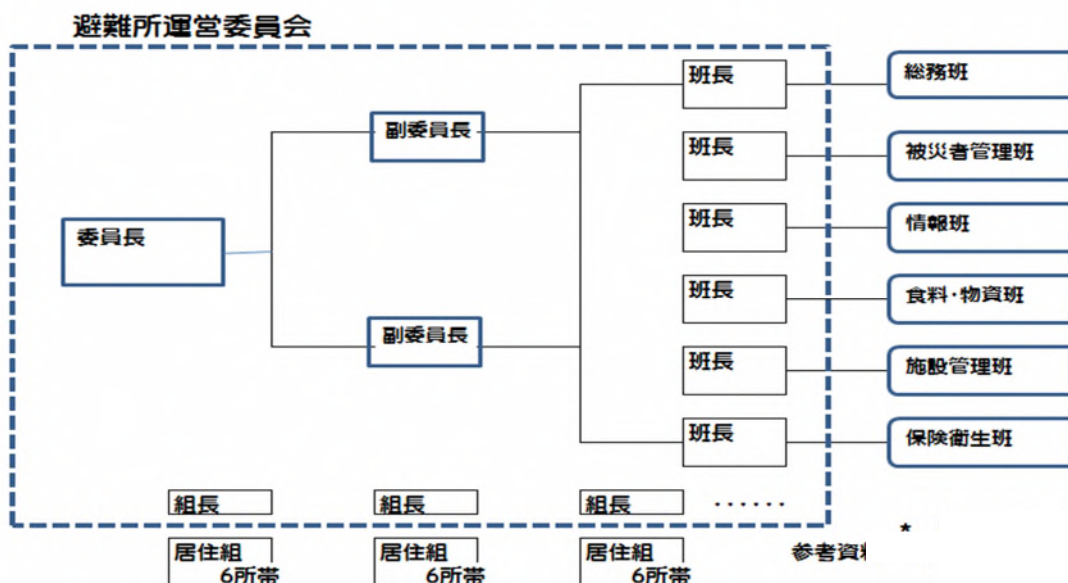 避難所運営委員会
班長
総務班
副委員長
班長
被災者管理班
委員長
班長
情報班
班長
食料・物資班
副委員長
班長
施設管理班
班長
保険衛生班
組長
組長
組長
・・・・・・
*
居住組
6所帯
居住組
6所帯
居住組
6所帯
参考資